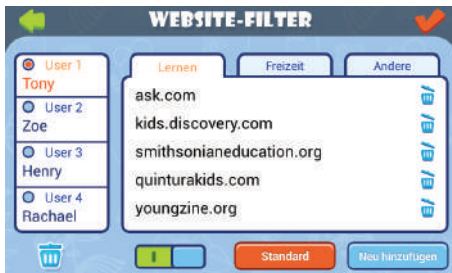 WEBSITE-FILTER
User 1
Tony
User 2
Zoe
User 3
Henry
User 4
Rachael
Lernen Freizeit Andere
ask.com
kids.discovery.com
smithsonianeducation.org
quinturakids.com
youngzine.org
Standard Neu hinzufügen